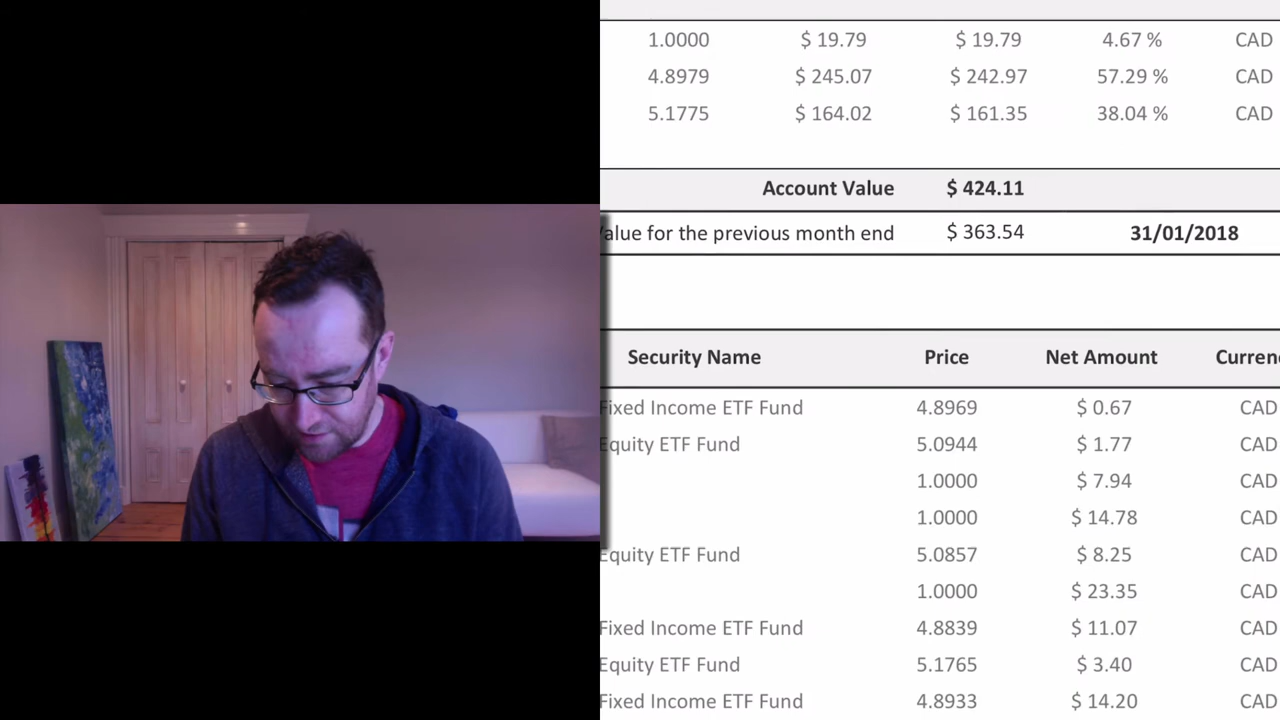 1.0000 $ 19.79 $ 19.79 4.67 % CAD
4.8979 $ 245.07 $ 242.97 57.29 % CAD
5.1775 $ 164.02 $ 161.35 38.04 % CAD
Account Value $ 424.11
Value for the previous month end $ 363.54 31/01/2018
Security Name Price Net Amount Curren
Fixed Income ETF Fund 4.8969 $ 0.67 CAD
Equity ETF Fund 5.0944 $ 1.77 CAD
1.0000 $ 7.94 CAD
1.0000 $ 14.78 CAD
Equity ETF Fund 5.0857 $ 8.25 CAD
1.0000 $ 23.35 CAD
Fixed Income ETF Fund 4.8839 $ 11.07 CAD
Equity ETF Fund 5.1765 $ 3.40 CAD
Fixed Income ETF Fund 4.8933 $ 14.20 CAD